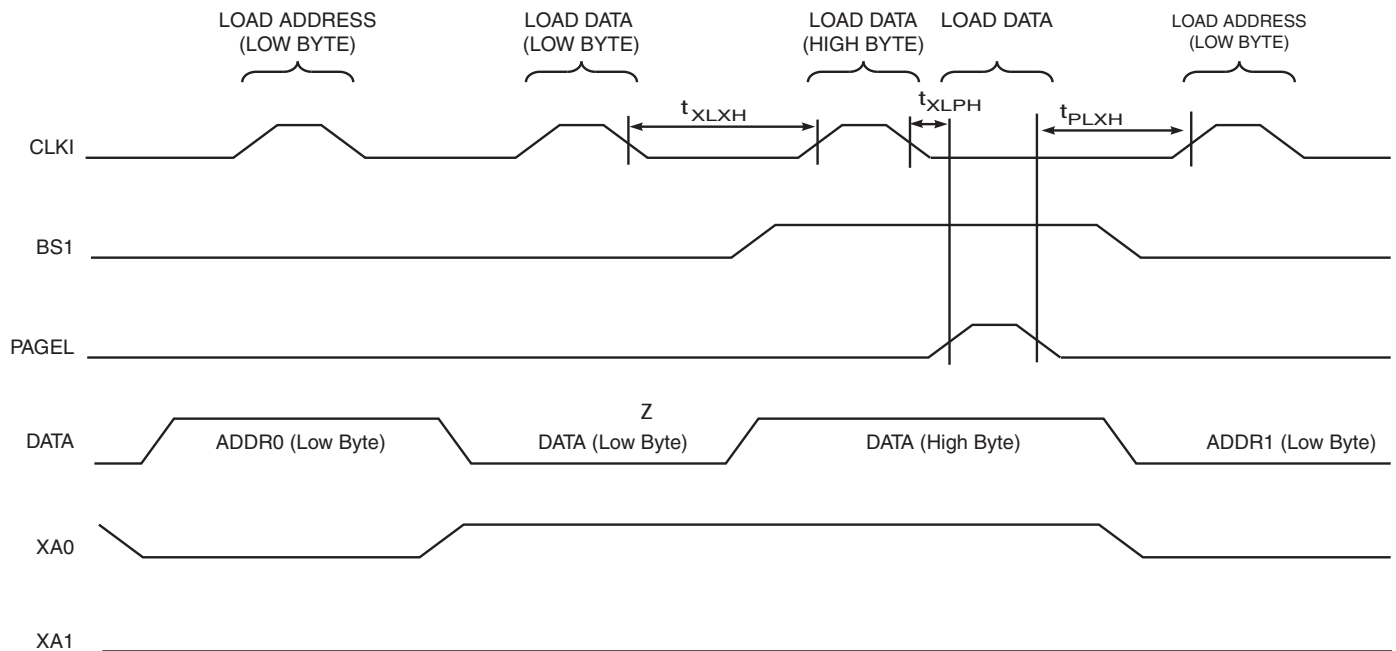 LOAD ADDRESS
(LOW BYTE)
LOAD DATA
(LOW BYTE)
LOAD DATA
(HIGH BYTE)
LOAD DATA
LOAD ADDRESS
(LOW BYTE)
tXLXH
tXLPH
tPLXH
CLKI
BS1
PAGEL
z
DATA
ADDR0 (Low Byte)
DATA (Low Byte)
DATA (High Byte)
ADDR1 (Low Byte)
XA0
XA1